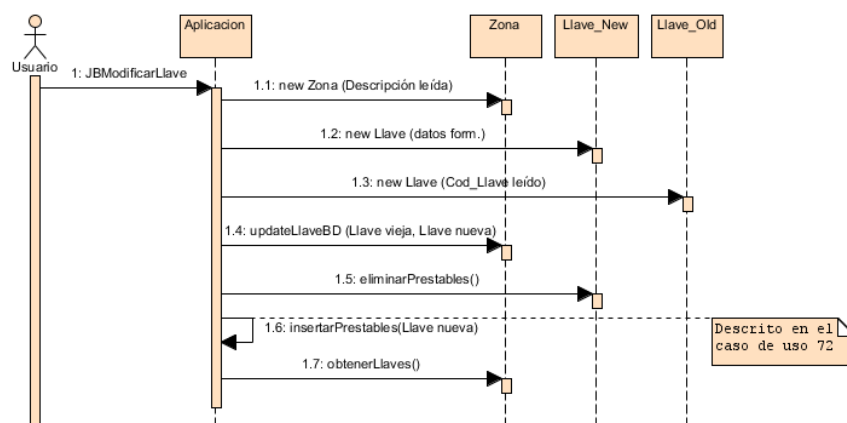 Aplicacion
Zona
Llave_New
Llave_Old
Usuario
1: JBModificarLlave
1.1: new Zona (Descripción leída)
1.2: new Llave (datos form.)
1.3: new Llave (Cod_Llave leído)
1.4: updateLlaveBD (Llave vieja, Llave nueva)
1.5: eliminarPrestables()
1.6: insertarPrestables(Llave nueva)
Descrito en el
caso de uso 72
1.7: obtenerLlaves()